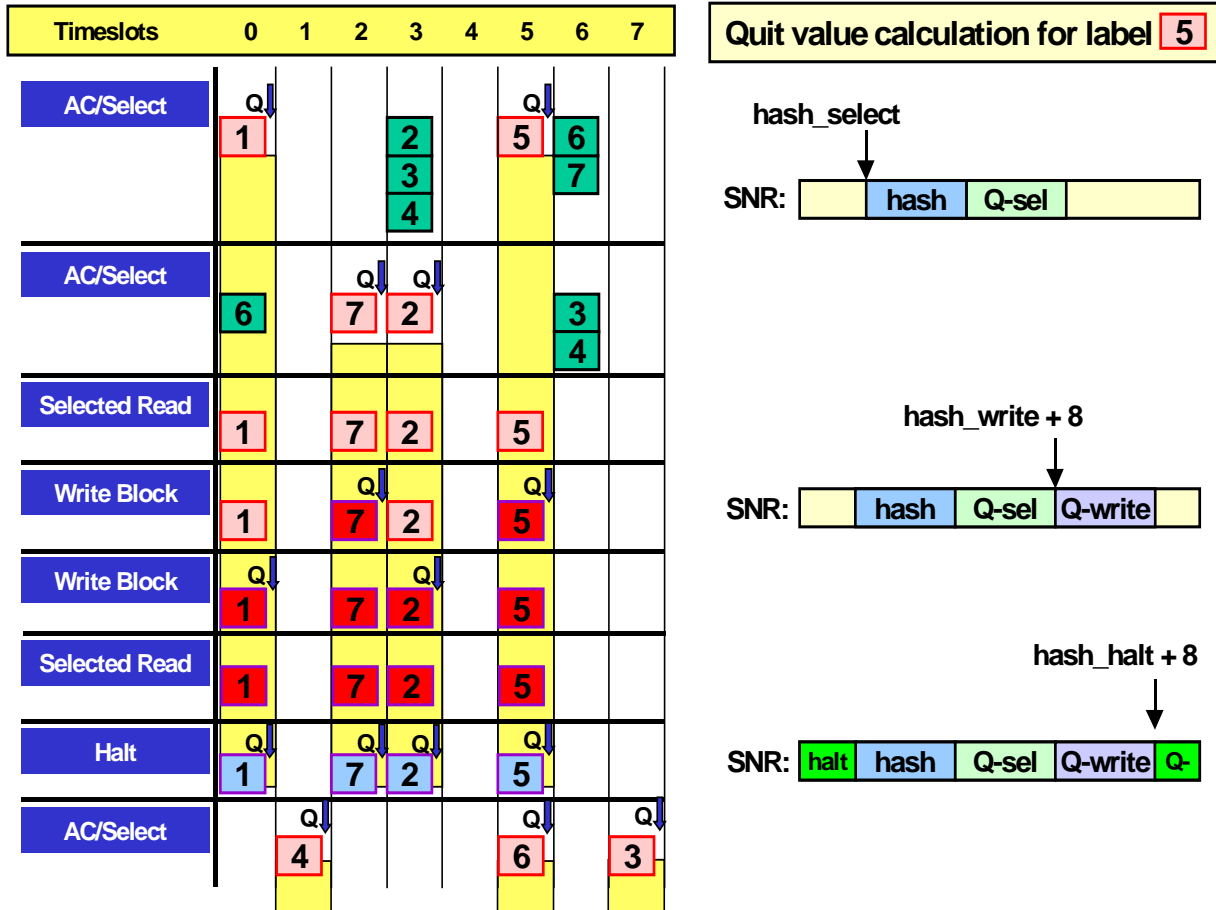 Timeslots 0 1 2 3 4 5 6 7
AC/Select
Q Q
1 2 5 6
3 7
4
AC/Select
Q Q
6 7 2 3
4
Selected Read
1 7 2 5
Write Block
Q Q
1 7 2 5
Write Block
Q Q
1 7 2 5
Selected Read
1 7 2 5
Halt
Q Q Q Q
1 7 2 5
AC/Select
Q Q Q
4 6 3
Quit value calculation for label 5
hash_select
SNR: hash Q-sel
hash_write + 8
SNR: hash Q-sel Q-write
hash_halt + 8
SNR: halt hash Q-sel Q-write Q-